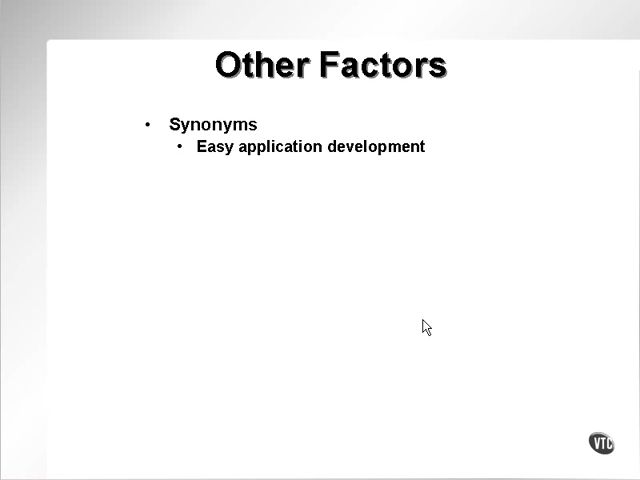 Other Factors
• Synonyms
• Easy application development
VTC